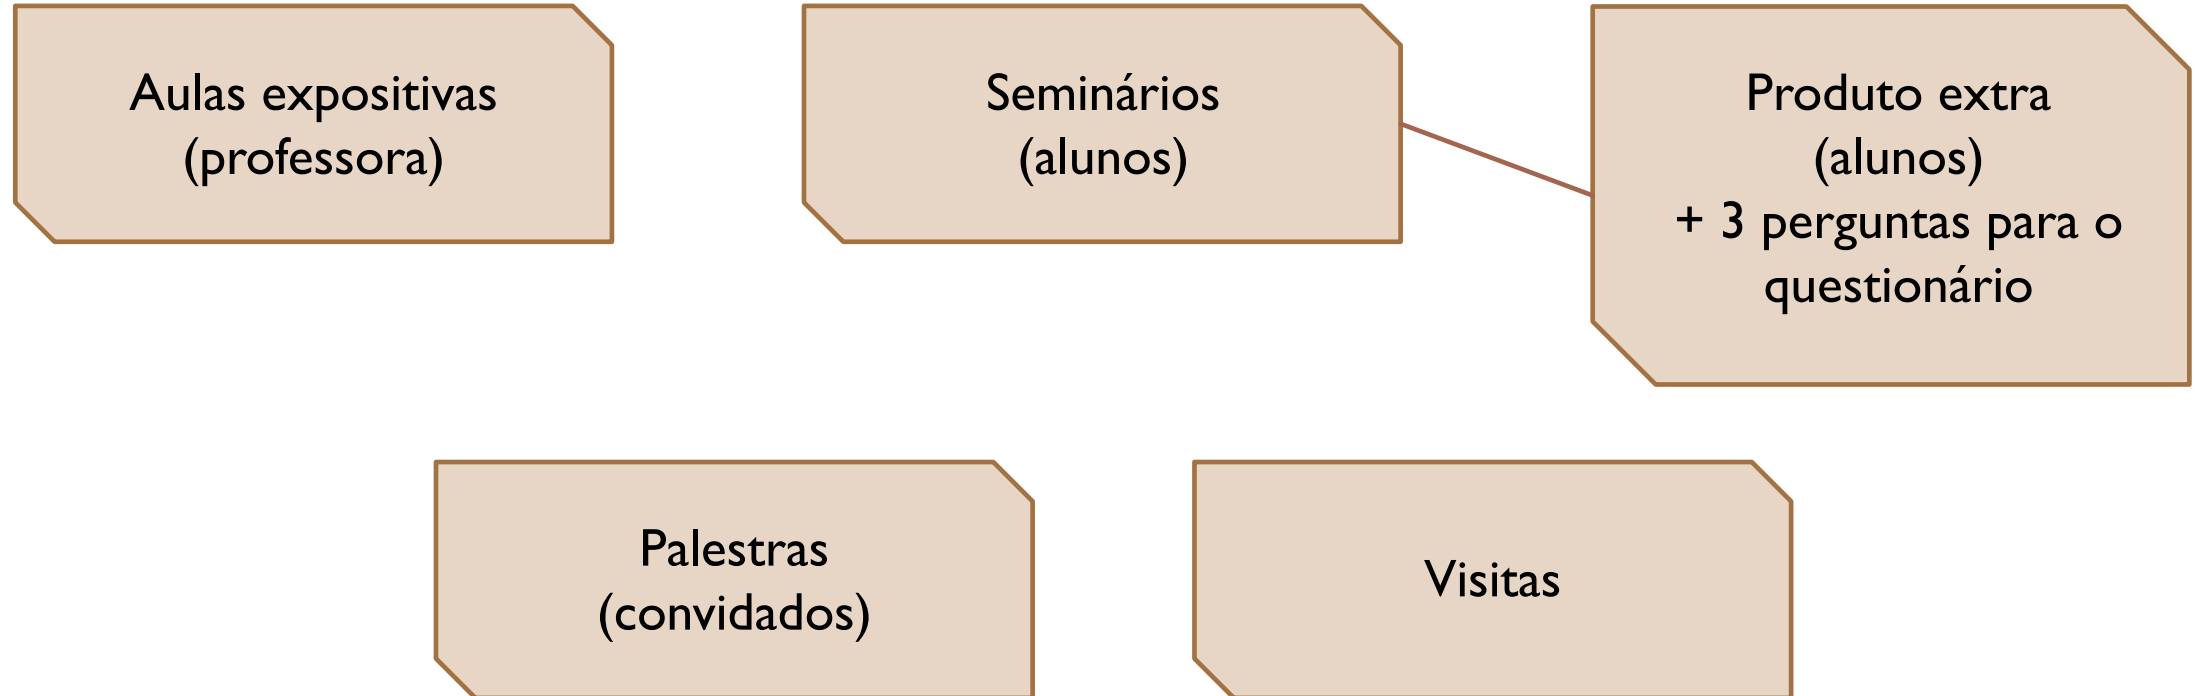 Aulas expositivas
(professora)
Seminários
(alunos)
Produto extra
(alunos)
+ 3 perguntas para o
questionário
Palestras
(convidados)
Visitas